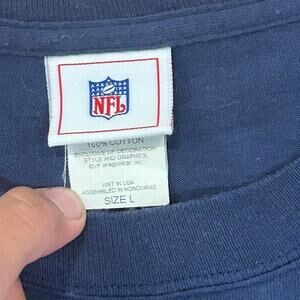 NFL
100% COTTON
EXCLUSIVE OF DECORATION
STYLE AND GRAPHICS,
KNIT IN USA
ASSEMBLED IN HONDURAS
SIZE L